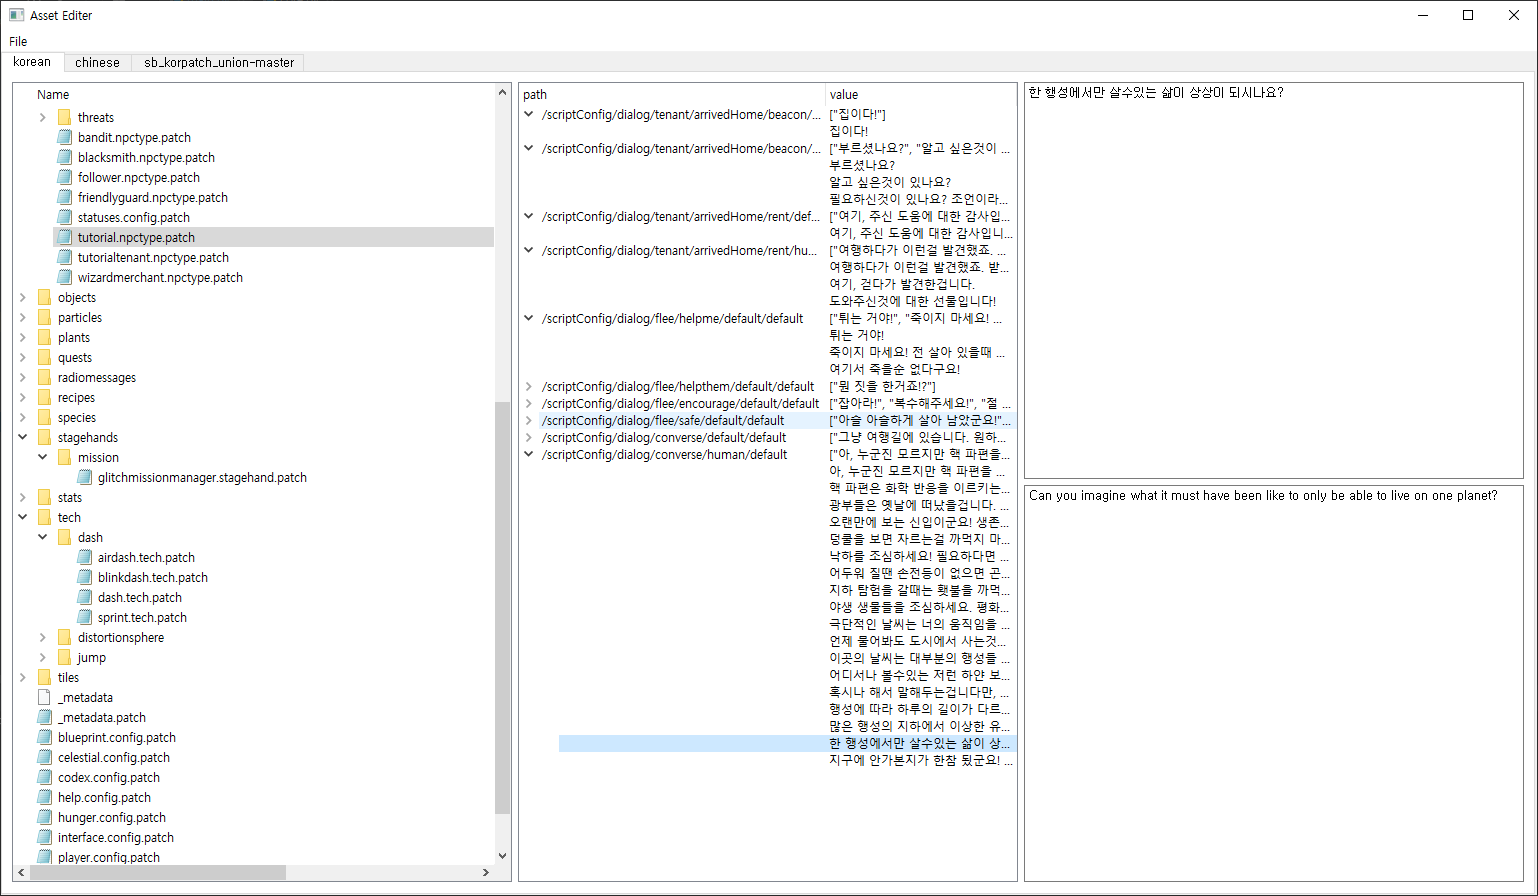 Asset Editer
File
korean
chinese
sb_korpatch_union-master
Name
threats
bandit.npctype.patch
blacksmith.npctype.patch
follower.npctype.patch
friendlyguard.npctype.patch
statuses.config.patch
tutorial.npctype.patch
tutorialtenant.npctype.patch
wizardmerchant.npctype.patch
objects
particles
plants
quests
radiomessages
recipes
species
stagehands
mission
glitchmissionmanager.stagehand.patch
stats
tech
dash
airdash.tech.patch
blinkdash.tech.patch
dash.tech.patch
sprint.tech.patch
distortionsphere
jump
tiles
_metadata
_metadata.patch
blueprint.config.patch
celestial.config.patch
codex.config.patch
help.config.patch
hunger.config.patch
interface.config.patch
player.config.patch
path value
/scriptConfig/dialog/tenant/arrivedHome/beacon/... ["집이다!"]
집이다!
/scriptConfig/dialog/tenant/arrivedHome/beacon/... ["부르셨나요?", "알고 싶은것이 ...
부르셨나요?
알고 싶은것이 있나요?
필요하신것이 있나요? 조언이라...
/scriptConfig/dialog/tenant/arrivedHome/rent/def... ["여기, 주신 도움에 대한 감사입...
여기, 주신 도움에 대한 감사입니...
/scriptConfig/dialog/tenant/arrivedHome/rent/hu... ["여행하다가 이런걸 발견했죠. ...
여행하다가 이런걸 발견했죠. 받...
여기, 걷다가 발견한겁니다.
도와주신것에 대한 선물입니다!
/scriptConfig/dialog/flee/helpme/default/default ["튀는 거야!", "죽이지 마세요! ...
튀는 거야!
죽이지 마세요! 전 살아 있을때 ...
여기서 죽을순 없다구요!
/scriptConfig/dialog/flee/helpthem/default/default ["뭔 짓을 한거죠!?"]
/scriptConfig/dialog/flee/encourage/default/default ["잡아라!", "복수해주세요!", "절 ...
/scriptConfig/dialog/flee/safe/default/default ["아슬 아슬하게 살아 남았군요!"...
/scriptConfig/dialog/converse/default/default ["그냥 여행길에 있습니다. 원하...
/scriptConfig/dialog/converse/human/default ["아, 누군진 모르지만 핵 파편을...
아, 누군진 모르지만 핵 파편을 ...
핵 파편은 화학 반응을 이르키는...
광부들은 옛날에 떠났을겁니다. ...
오랜만에 보는 신입이군요! 생존...
덩쿨을 보면 자르는걸 까먹지 마...
낙하를 조심하세요! 필요하다면 ...
어두워 질땐 손전등이 없으면 곤...
지하 탐험을 갈때는 횃불을 까먹...
야생 생물들을 조심하세요. 평화...
극단적인 날씨는 너의 움직임을 ...
언제 물어봐도 도시에서 사는것...
이곳의 날씨는 대부분의 행성들 ...
어디서나 볼수있는 저런 하얀 보...
혹시나 해서 말해두는겁니다만, ...
행성에 따라 하루의 길이가 다르...
많은 행성의 지하에서 이상한 유...
한 행성에서만 살수있는 삶이 상...
지구에 안가본지가 한참 됬군요! ...
한 행성에서만 살수있는 삶이 상상이 되시나요?
Can you imagine what it must have been like to only be able to live on one planet?